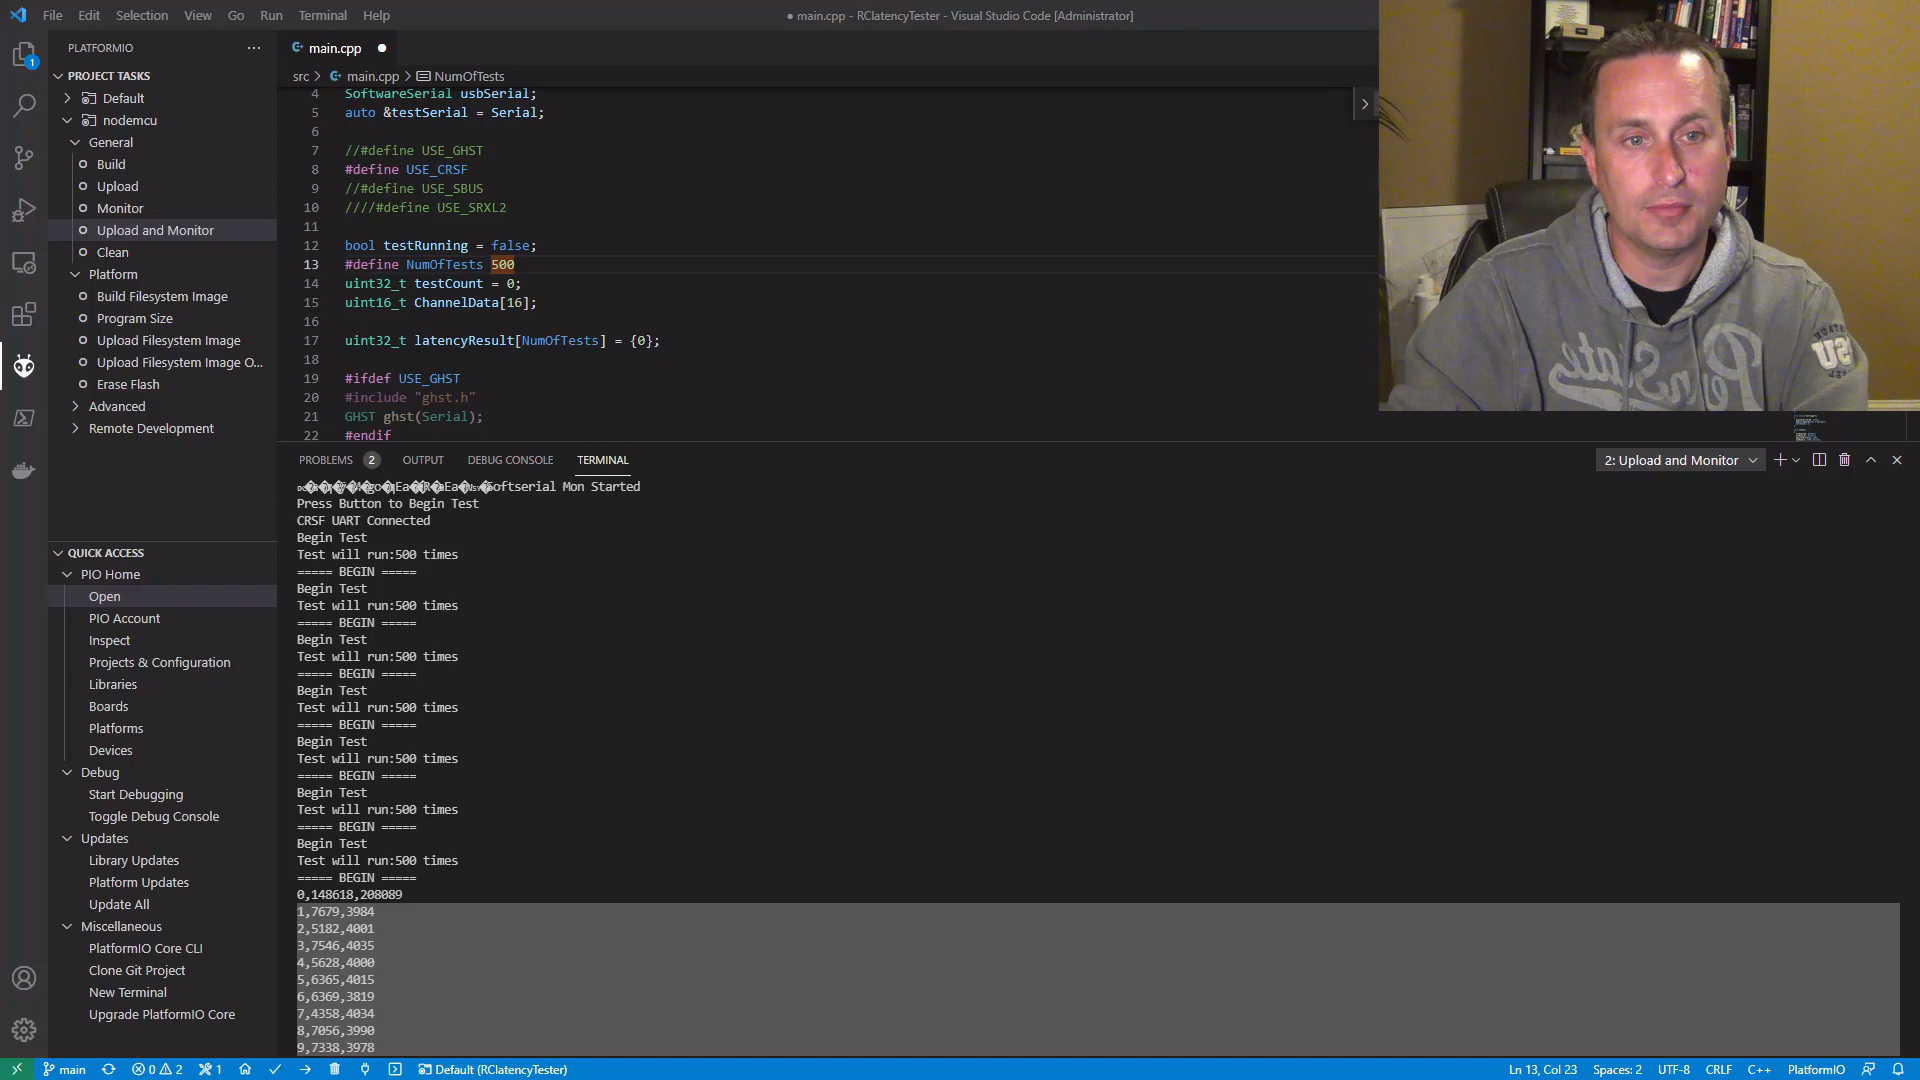 File Edit Selection View Go Run Terminal Help
● main.cpp - RClatencyTester - Visual Studio Code [Administrator]
PLATFORMIO
PROJECT TASKS
Default
nodemcu
General
Build
Upload
Monitor
Upload and Monitor
Clean
Platform
Build Filesystem Image
Program Size
Upload Filesystem Image
Upload Filesystem Image O...
Erase Flash
Advanced
Remote Development
QUICK ACCESS
PIO Home
Open
PIO Account
Inspect
Projects & Configuration
Libraries
Boards
Platforms
Devices
Debug
Start Debugging
Toggle Debug Console
Updates
Library Updates
Platform Updates
Update All
Miscellaneous
PlatformIO Core CLI
Clone Git Project
New Terminal
Upgrade PlatformIO Core
main.cpp
src > main.cpp > NumOfTests
4 SoftwareSerial usbSerial;
5 auto &testSerial = Serial;
6
7 //#define USE_GHST
8 #define USE_CRSF
9 //#define USE_SBUS
10 ////#define USE_SRXL2
11
12 bool testRunning = false;
13 #define NumOfTests 500
14 uint32_t testCount = 0;
15 uint16_t ChannelData[16];
16
17 uint32_t latencyResult[NumOfTests] = {0};
18
19 #ifdef USE_GHST
20 #include "ghst.h"
21 GHST ghst(Serial);
22 #endif
PROBLEMS 2 OUTPUT DEBUG CONSOLE TERMINAL
2: Upload and Monitor
Softserial Mon Started
Press Button to Begin Test
CRSF UART Connected
Begin Test
Test will run:500 times
===== BEGIN =====
Begin Test
Test will run:500 times
===== BEGIN =====
Begin Test
Test will run:500 times
===== BEGIN =====
Begin Test
Test will run:500 times
===== BEGIN =====
Begin Test
Test will run:500 times
===== BEGIN =====
Begin Test
Test will run:500 times
===== BEGIN =====
Begin Test
Test will run:500 times
===== BEGIN =====
0,148618,208089
1,7679,3984
2,5182,4001
3,7546,4035
4,5628,4000
5,6365,4015
6,6369,3819
7,4358,4034
8,7056,3990
9,7338,3978
main 0 2 1 Default (RClatencyTester)
Ln 13, Col 23 Spaces: 2 UTF-8 CRLF C++ PlatformIO
1